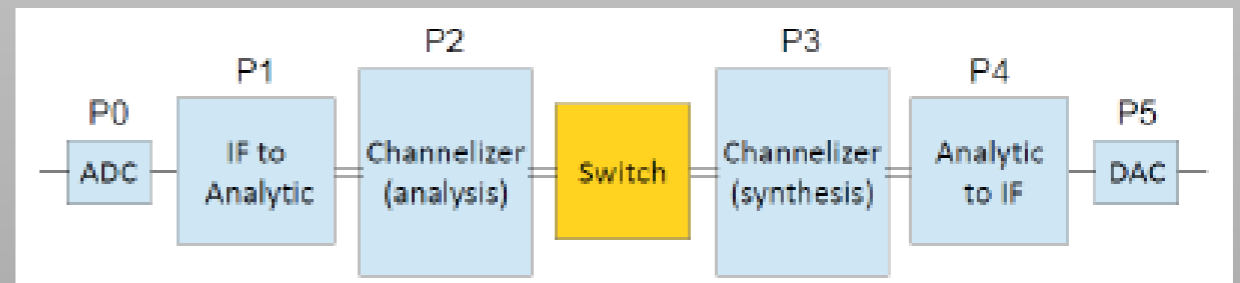 P0
ADC
P1
IF to
Analytic
P2
Channelizer
(analysis)
Switch
P3
Channelizer
(synthesis)
P4
Analytic
to IF
P5
DAC